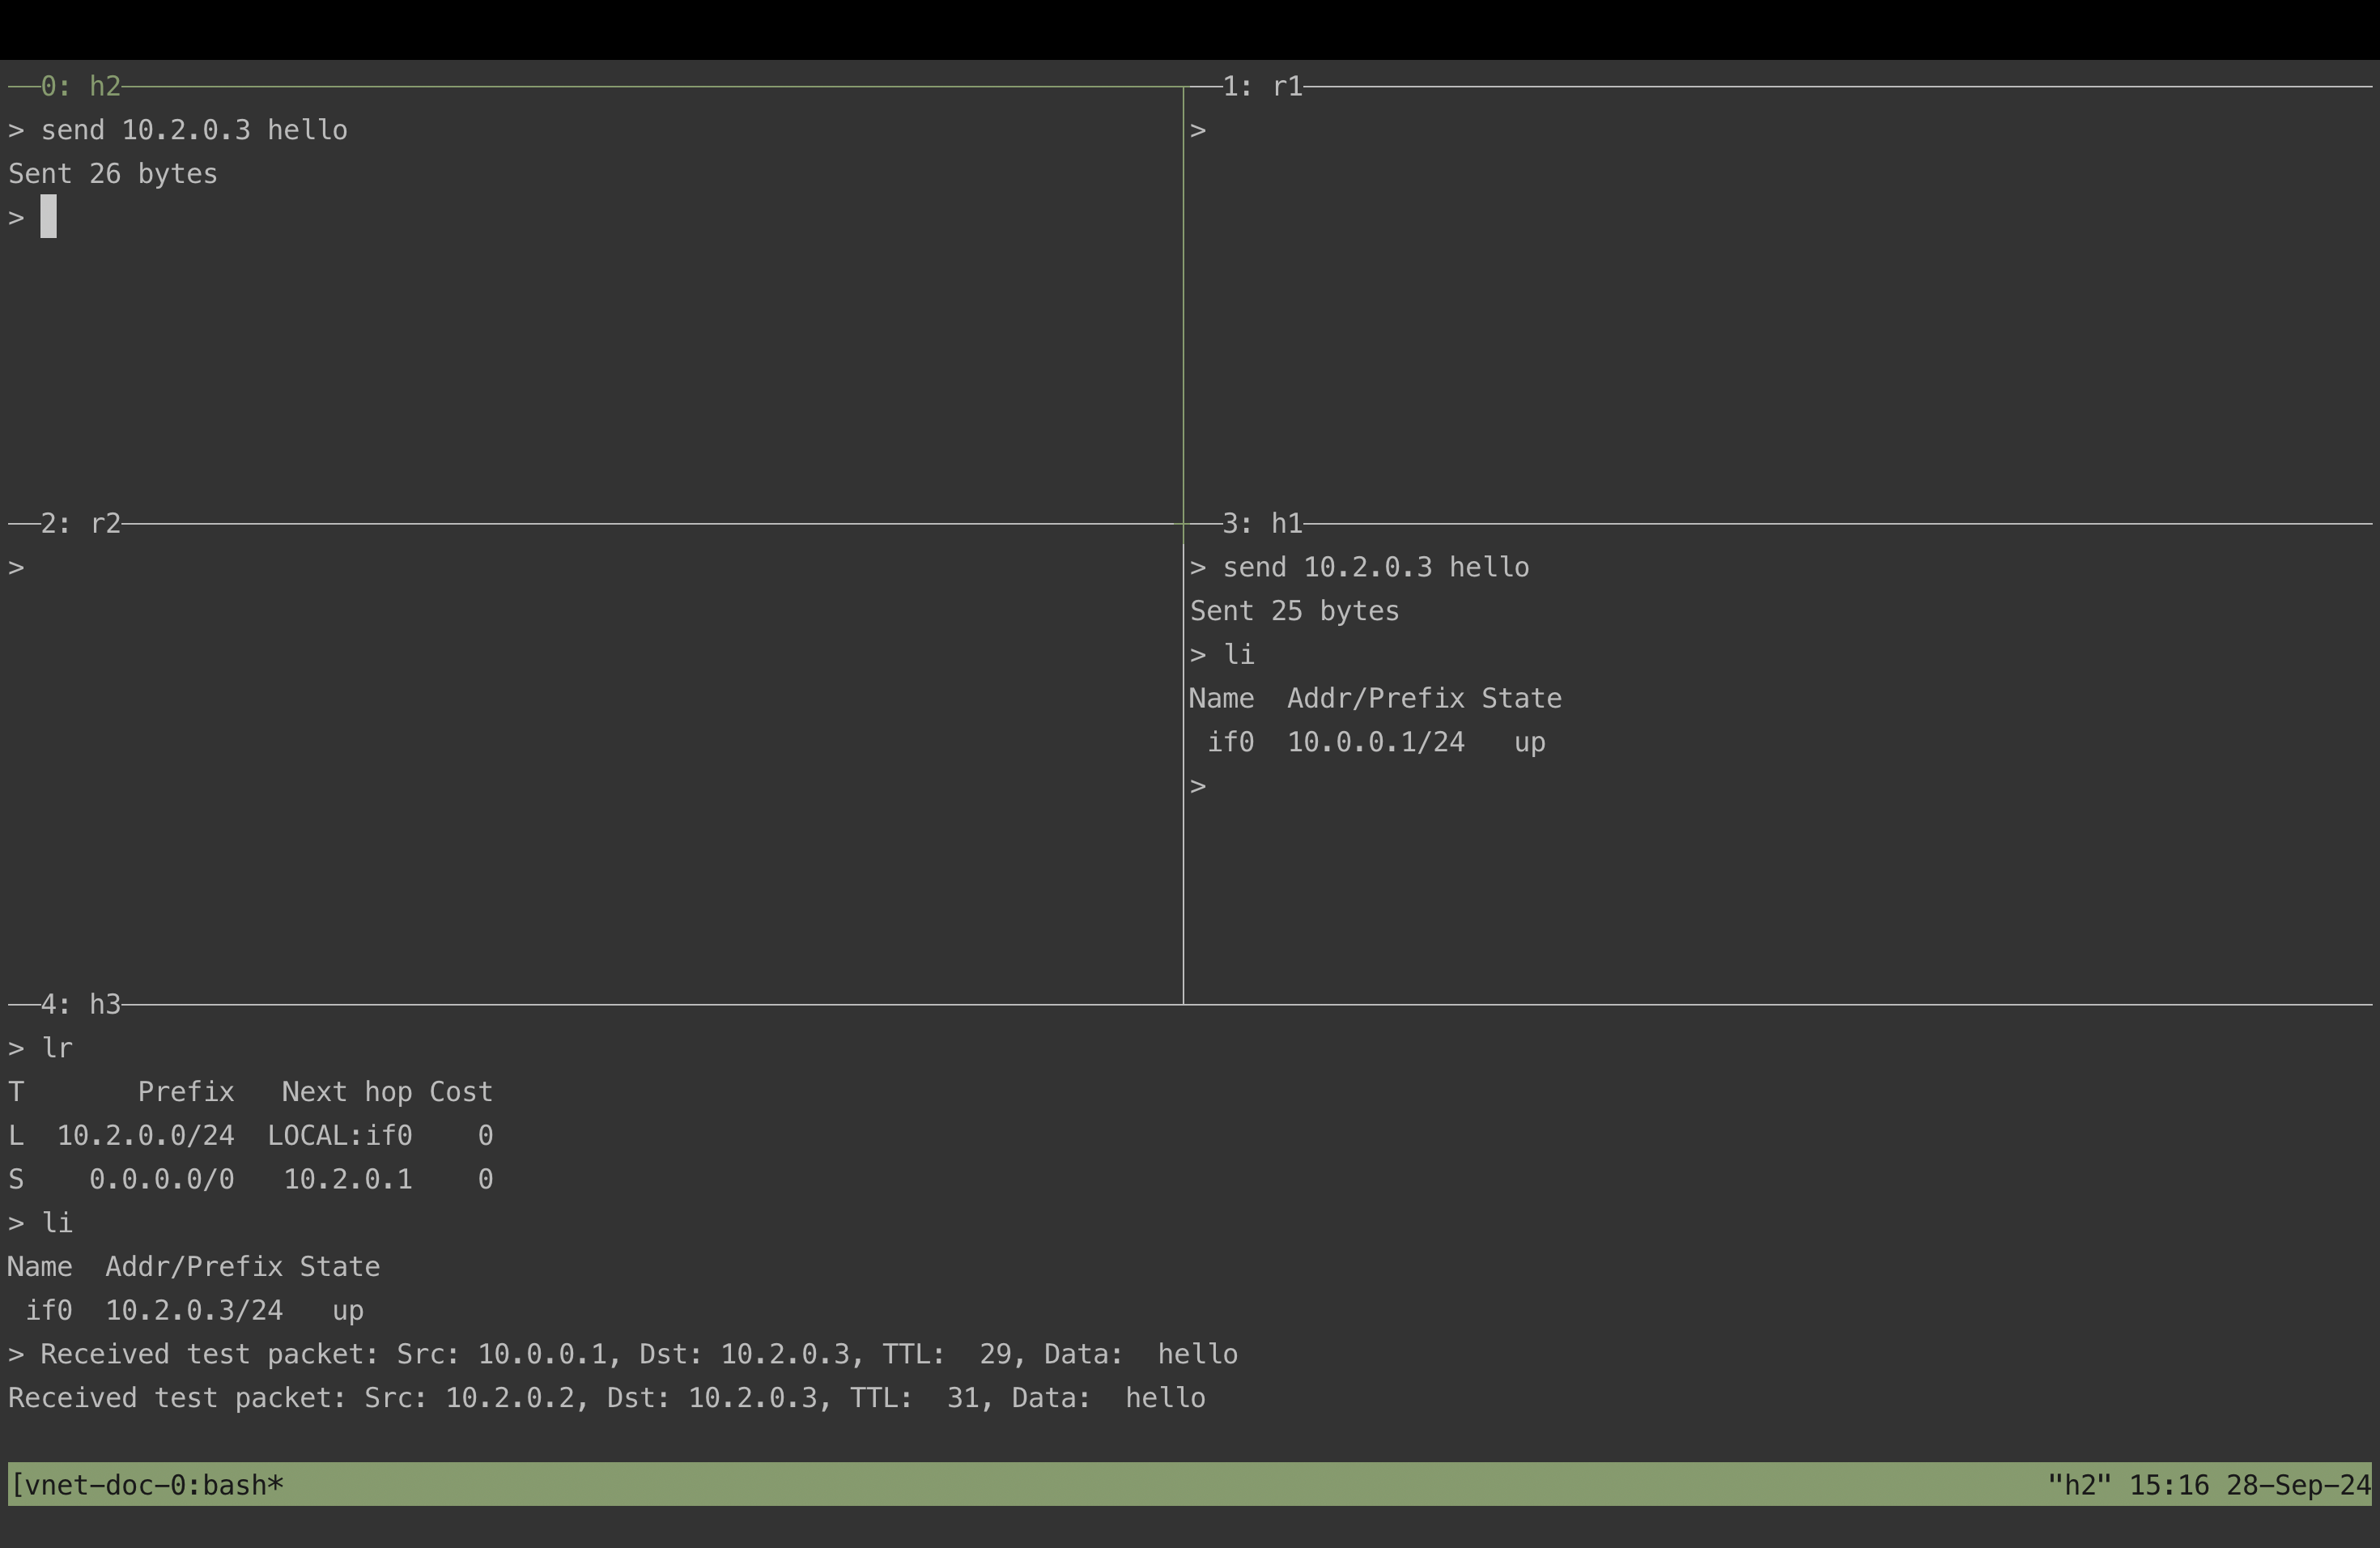 0: h2
> send 10.2.0.3 hello
Sent 26 bytes
>
1: r1
>
2: r2
>
3: h1
> send 10.2.0.3 hello
Sent 25 bytes
> li
Name  Addr/Prefix State
 if0  10.0.0.1/24   up
>
4: h3
> lr
T       Prefix   Next hop Cost
L  10.2.0.0/24  LOCAL:if0    0
S    0.0.0.0/0   10.2.0.1    0
> li
Name  Addr/Prefix State
 if0  10.2.0.3/24   up
> Received test packet: Src: 10.0.0.1, Dst: 10.2.0.3, TTL:  29, Data:  hello
Received test packet: Src: 10.2.0.2, Dst: 10.2.0.3, TTL:  31, Data:  hello
[vnet-doc-0:bash* "h2" 15:16 28-Sep-24